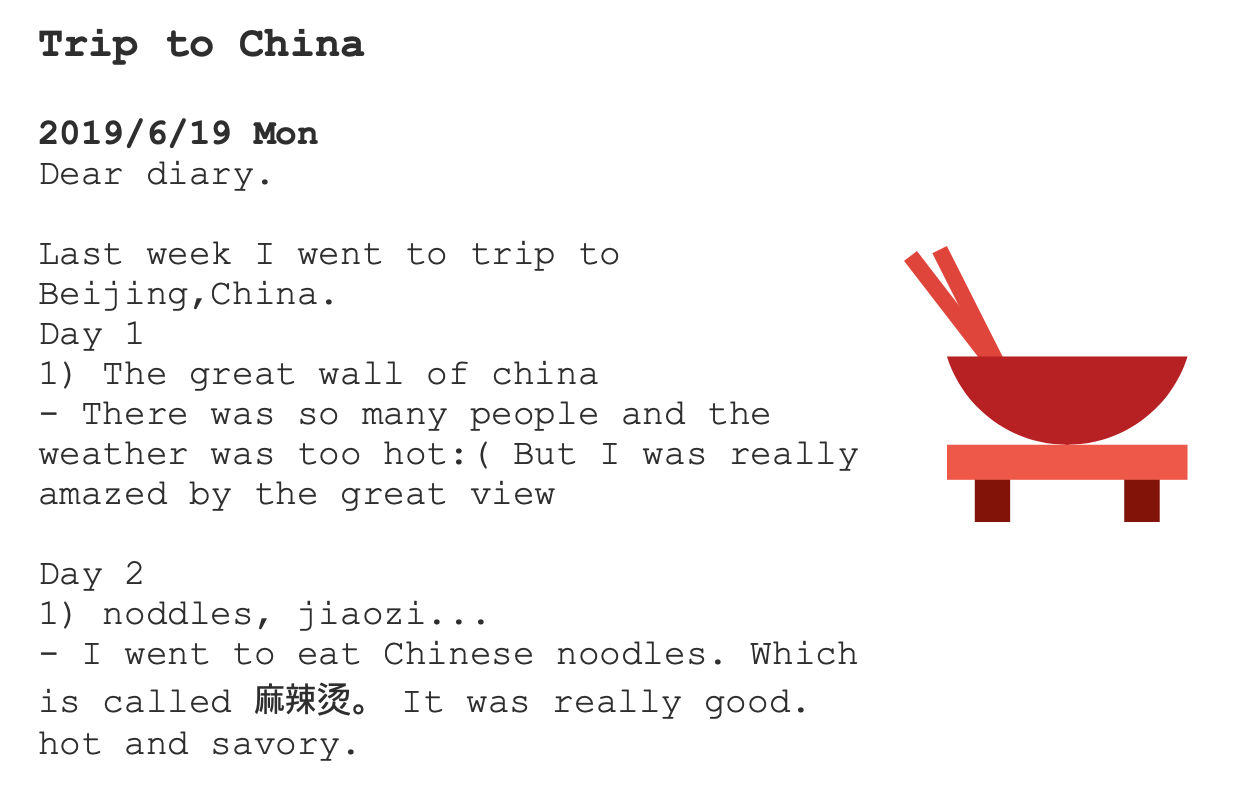 Trip to China
2019/6/19 Mon
Dear diary.
Last week I went to trip to
Beijing,China.
Day 1
1) The great wall of china
- There was so many people and the
weather was too hot:( But I was really
amazed by the great view
Day 2
1) noddles, jiaozi...
- I went to eat Chinese noodles. Which
is called 麻辣烫。 It was really good.
hot and savory.